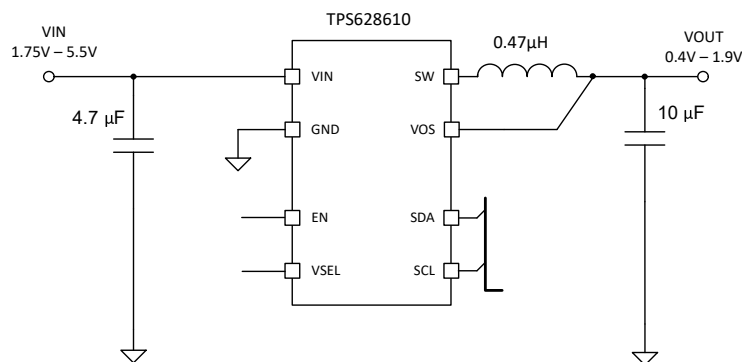 TPS628610
VIN
1.75V – 5.5V
0.47µH
VOUT
0.4V – 1.9V
VIN
SW
4.7 µF
GND
VOS
10 µF
EN
SDA
VSEL
SCL